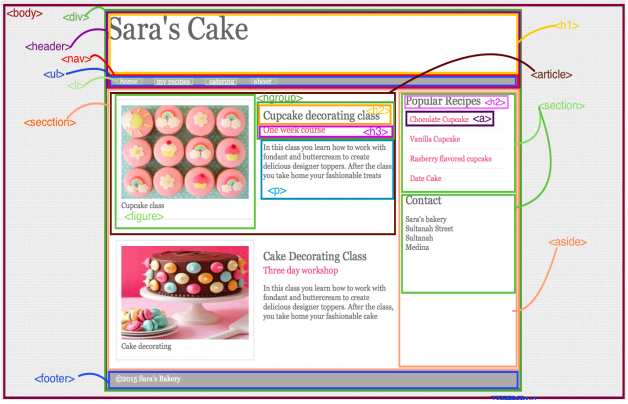 <body>
<div>
Sara's Cake
<h1>
<header>
<nav>
<ul>
<li>
home my recipes catering about
<article>
<hgroup>
<h2>
Cupcake decorating class
<h3>
One week course
In this class you learn how to work with
fondant and buttercream to create
delicious designer toppers. After the class,
you take home your fashionable treats
<p>
Cupcake class
<figure>
<secction>
Popular Recipes <h2>
Chocolate Cupcake <a>
Vanilla Cupcake
Rasberry flavored cupcake
Date Cake
<section>
Contact
Sara's bakery
Sultanah Street
Sultanah
Medina
<aside>
Cake Decorating Class
Three day workshop
In this class you learn how to work with
fondant and buttercream to create
delicious designer toppers. After the class,
you take home your fashionable cake
Cake decorating
<footer>
©2015 Sara's Bakery